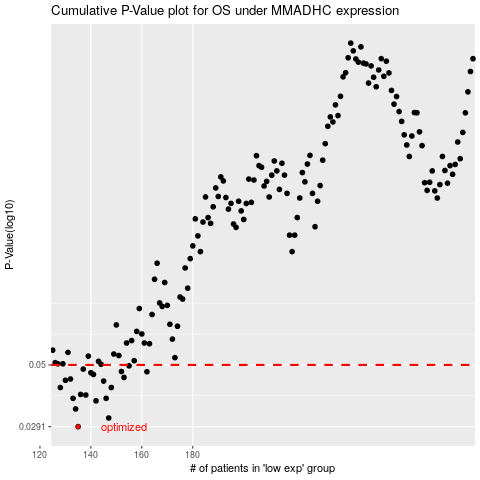 Cumulative P-Value plot for OS under MMADHC expression
P-Value(log10)
0.05
0.0291
optimized
120 140 160 180
# of patients in 'low exp' group